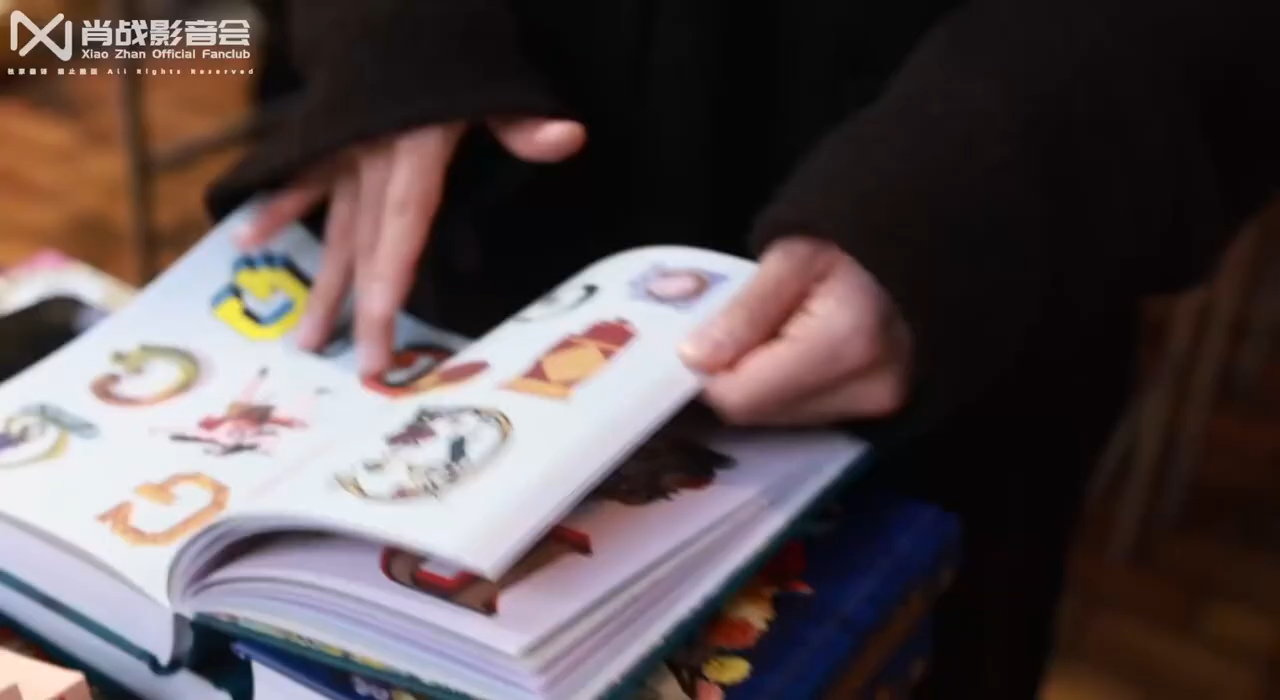 肖战影音会
Xiao Zhan Official Fanclub
All Rights Reserved